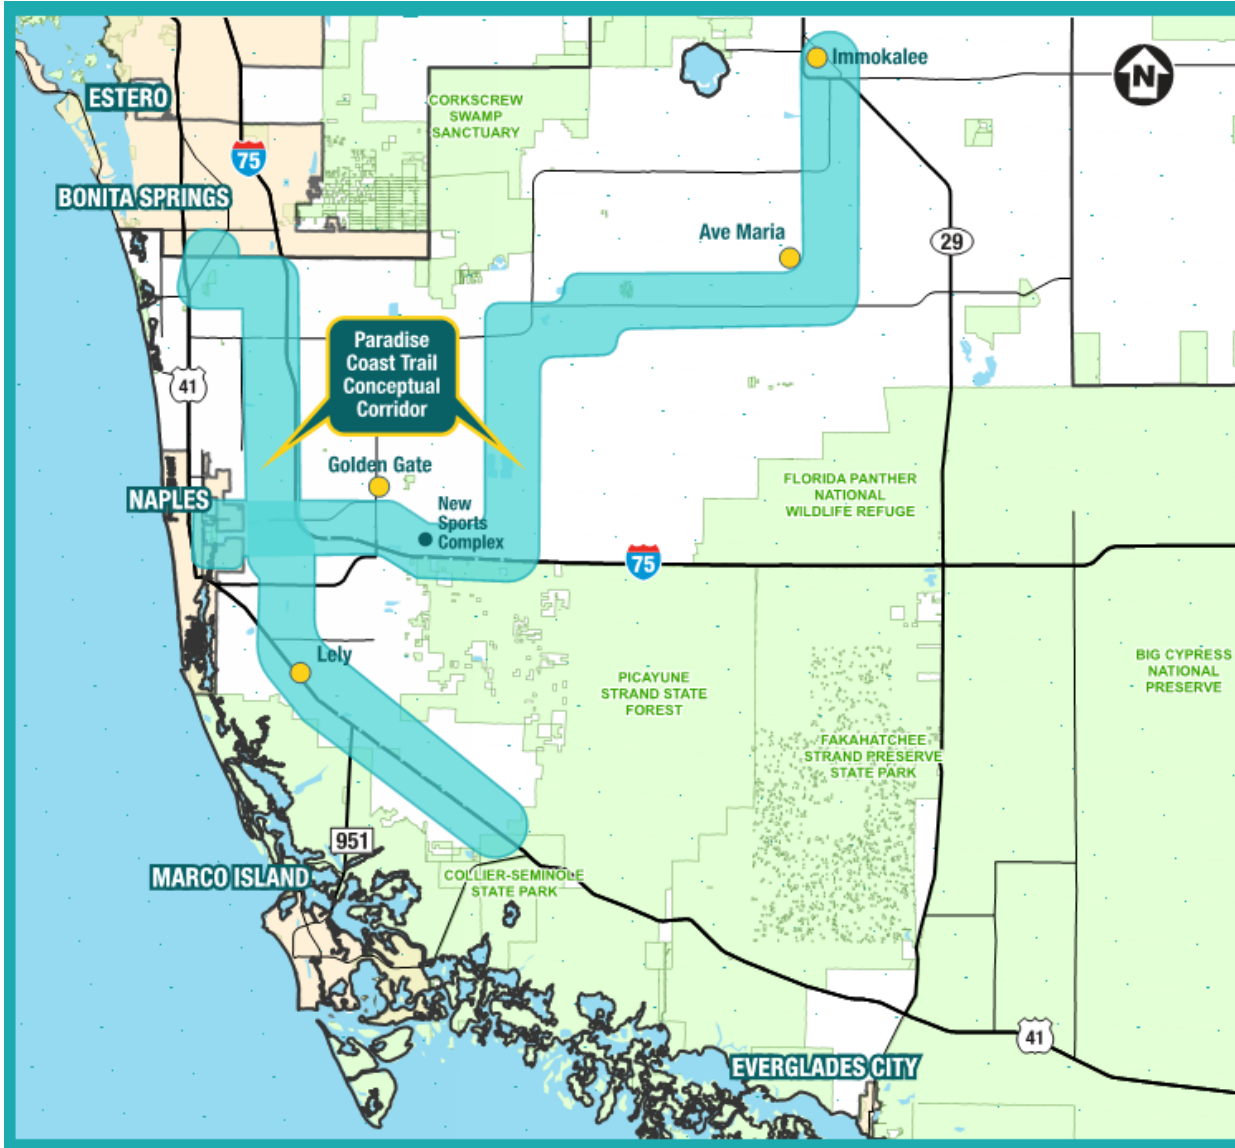 Immokalee
N
ESTERO
CORKSCREW
SWAMP
SANCTUARY
75
BONITA SPRINGS
Ave Maria
29
Paradise
Coast Trail
Conceptual
Corridor
41
Golden Gate
NAPLES
New
Sports
Complex
FLORIDA PANTHER
NATIONAL
WILDLIFE REFUGE
75
Lely
PICAYUNE
STRAND STATE
FOREST
BIG CYPRESS
NATIONAL
PRESERVE
FAKAHATCHEE
STRAND PRESERVE
STATE PARK
951
MARCO ISLAND
COLLIER-SEMINOLE
STATE PARK
41
EVERGLADES CITY